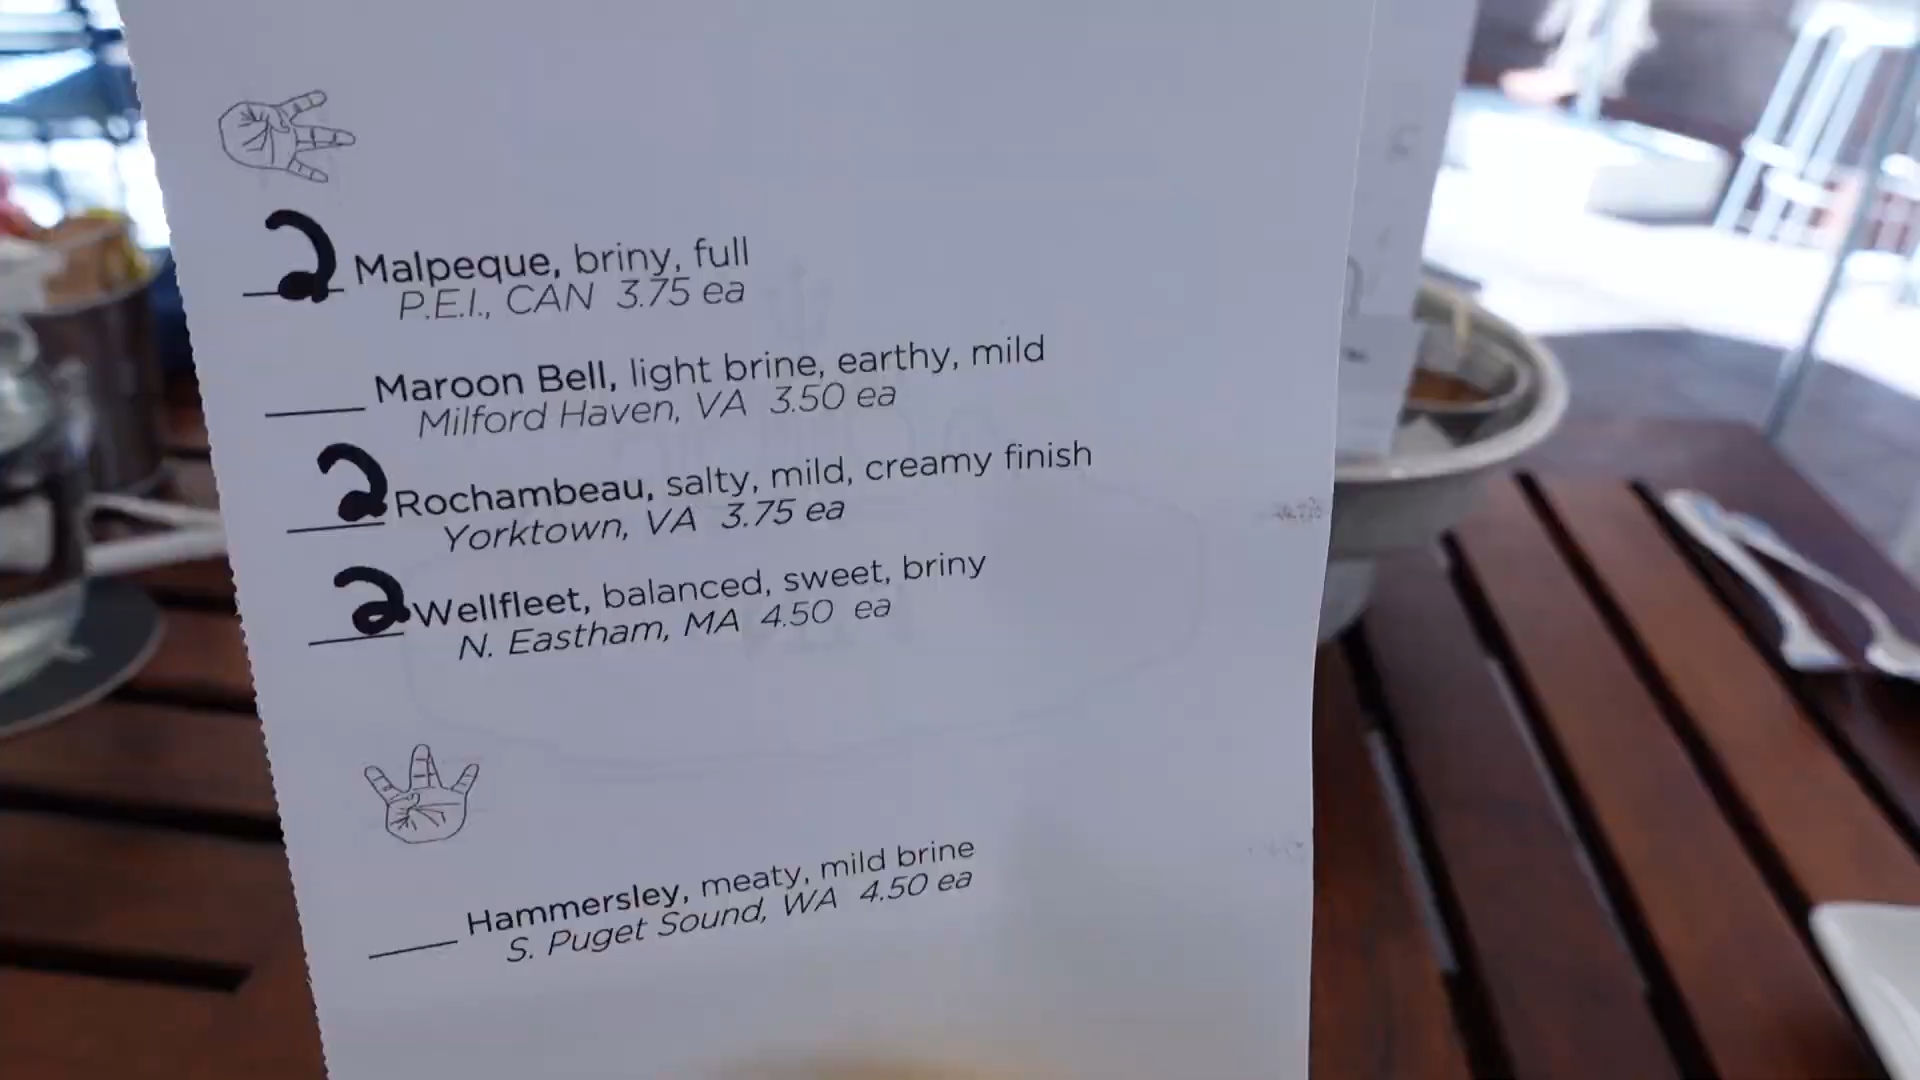 2 Malpeque, briny, full
P.E.I., CAN 3.75 ea
Maroon Bell, light brine, earthy, mild
Milford Haven, VA 3.50 ea
2 Rochambeau, salty, mild, creamy finish
Yorktown, VA 3.75 ea
2 Wellfleet, balanced, sweet, briny
N. Eastham, MA 4.50 ea
Hammersley, meaty, mild brine
S. Puget Sound, WA 4.50 ea